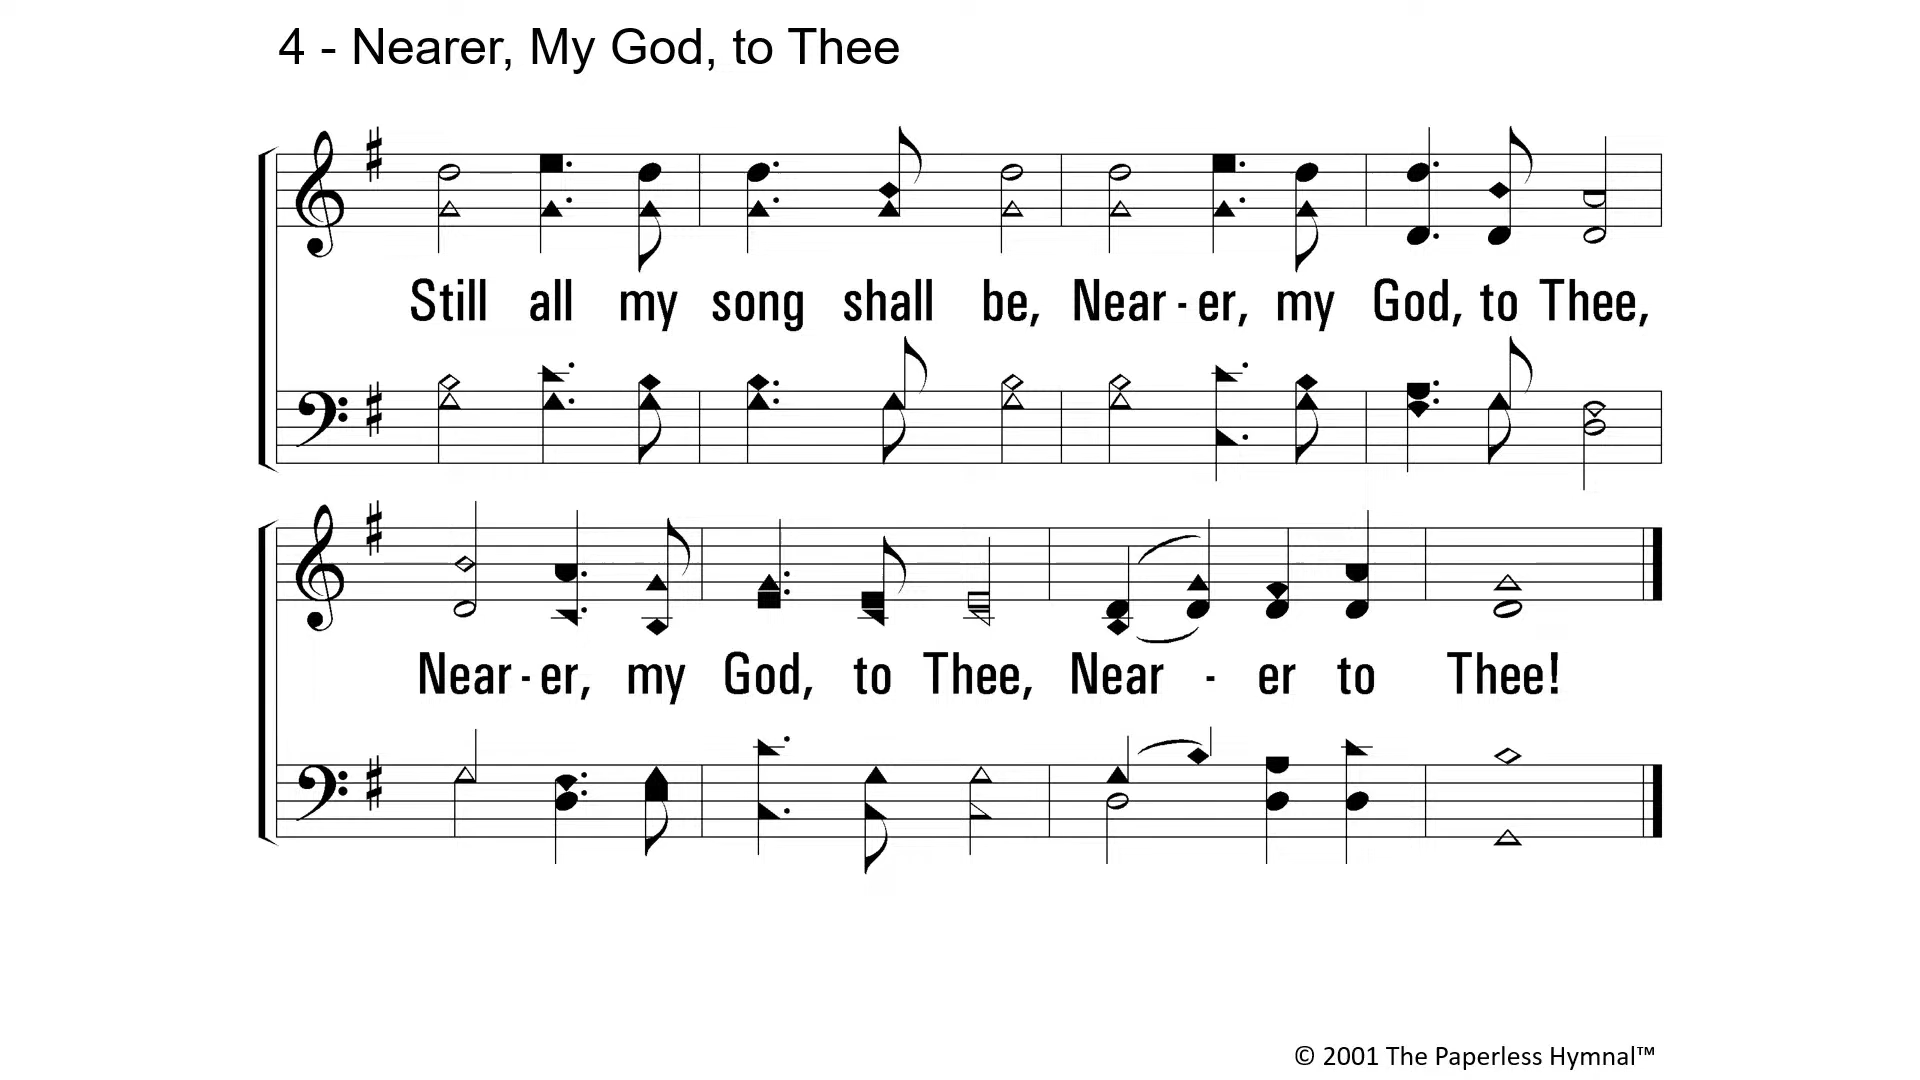 4 - Nearer, My God, to Thee
Still all my song shall be, Near - er, my God, to Thee,
Near - er, my God, to Thee, Near - er to Thee!
© 2001 The Paperless Hymnal™